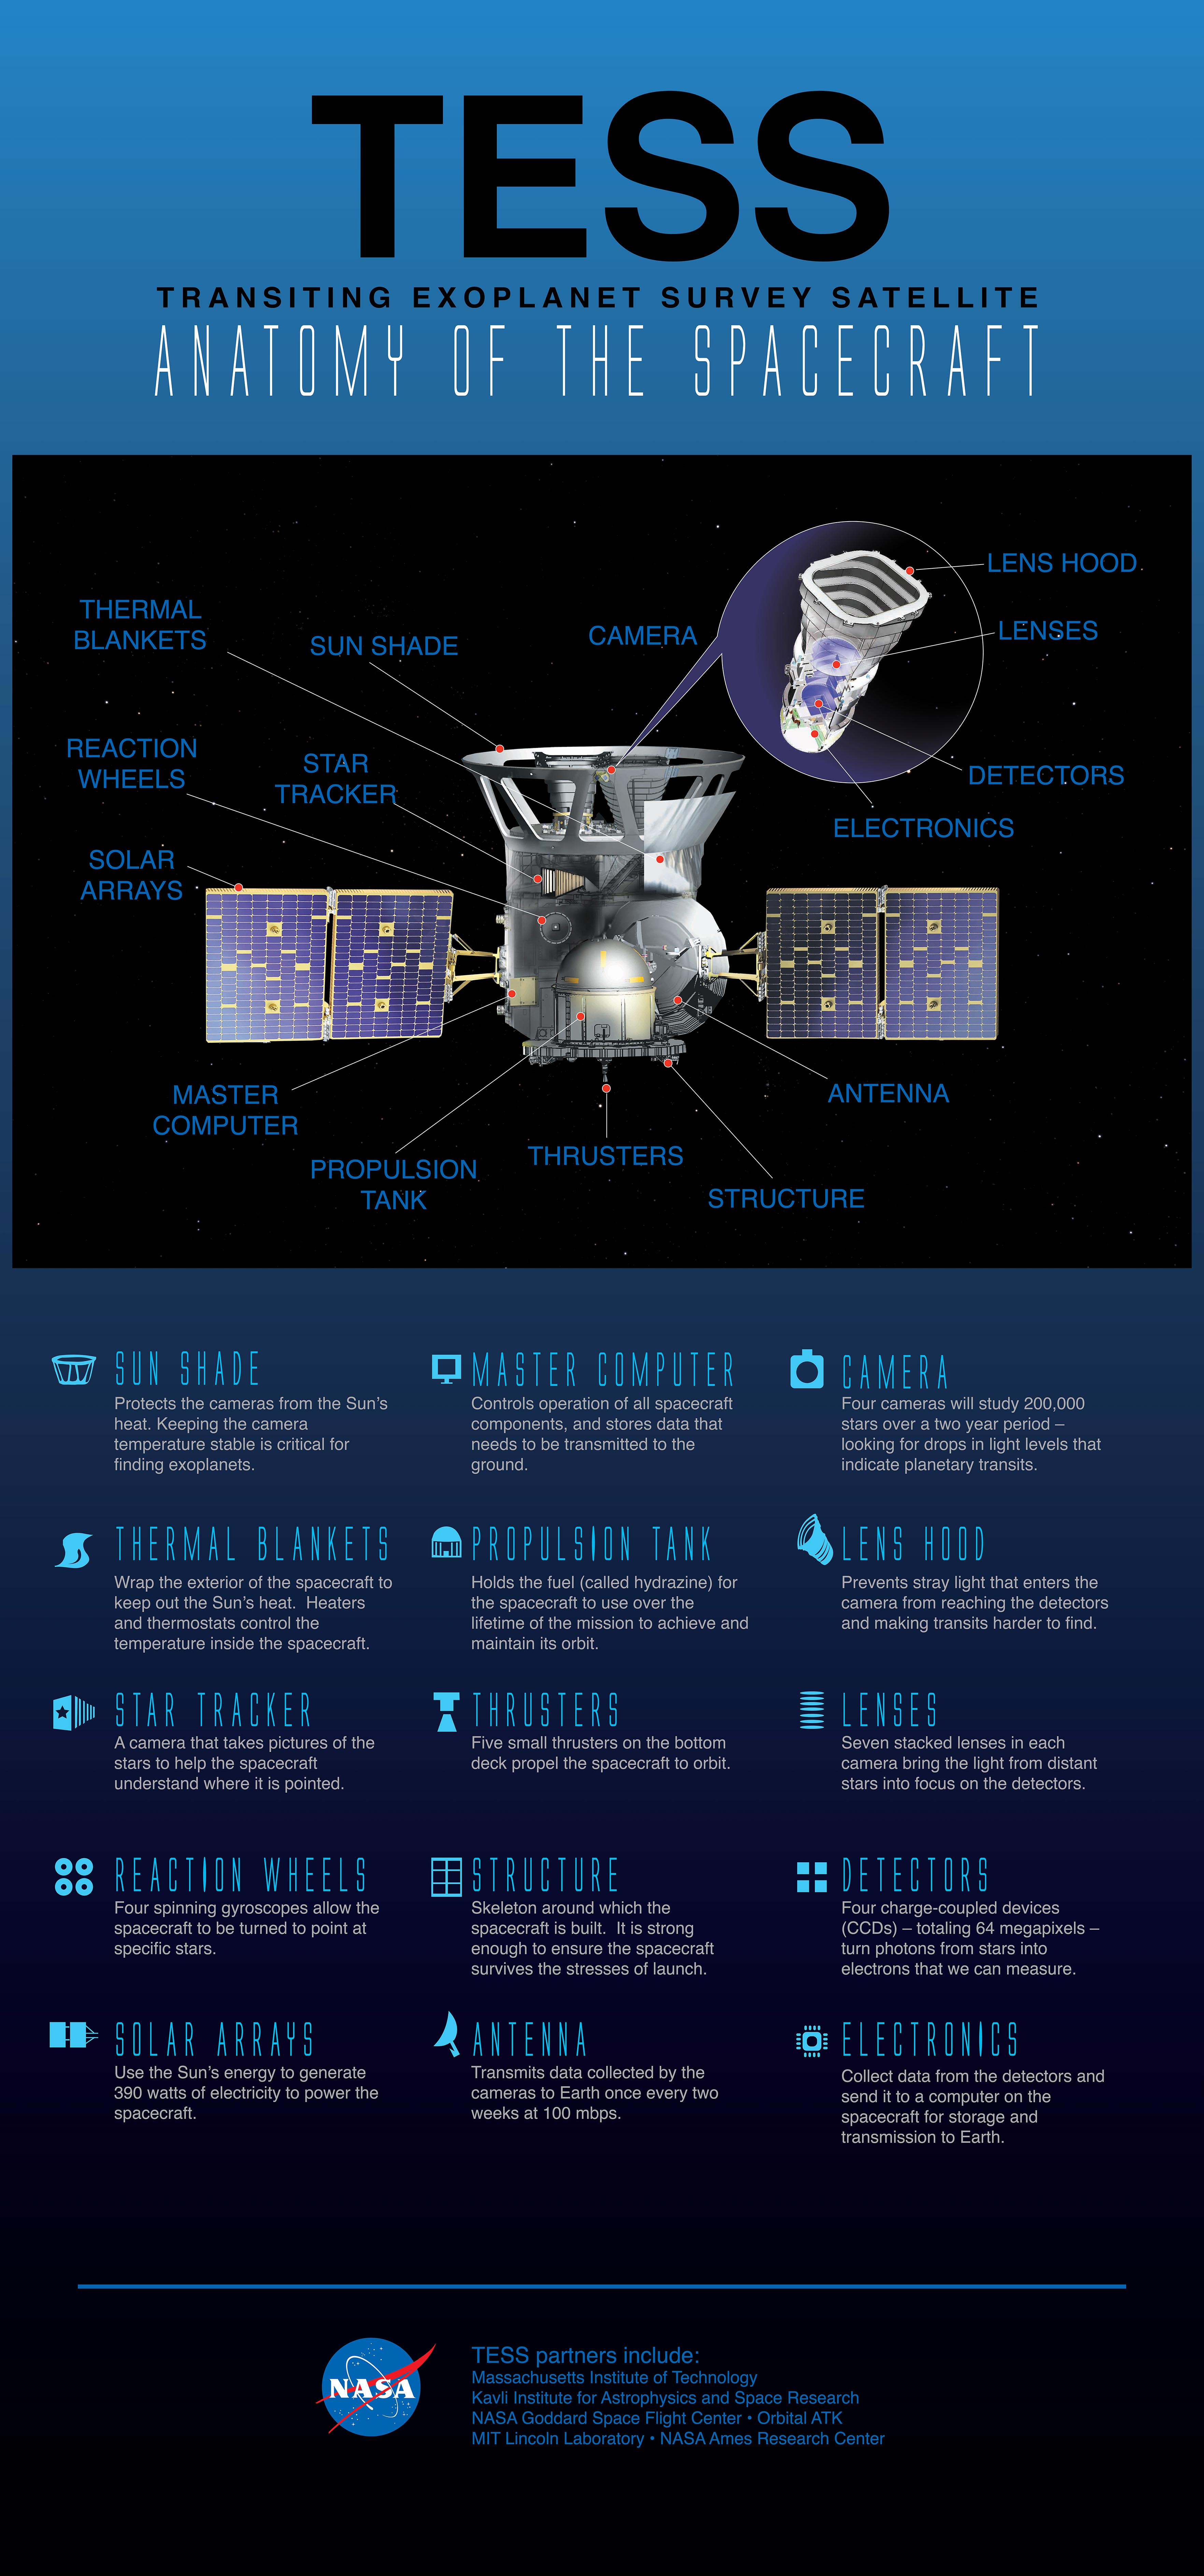 TESS
TRANSITING EXOPLANET SURVEY SATELLITE
ANATOMY OF THE SPACECRAFT
LENS HOOD
THERMAL
BLANKETS
SUN SHADE
CAMERA
LENSES
REACTION
WHEELS
STAR
TRACKER
DETECTORS
ELECTRONICS
SOLAR
ARRAYS
MASTER
COMPUTER
ANTENNA
PROPULSION
TANK
THRUSTERS
STRUCTURE
SUN SHADE
Protects the cameras from the Sun's
heat. Keeping the camera
temperature stable is critical for
finding exoplanets.
THERMAL BLANKETS
Wrap the exterior of the spacecraft to
keep out the Sun's heat.  Heaters
and thermostats control the
temperature inside the spacecraft.
STAR TRACKER
A camera that takes pictures of the
stars to help the spacecraft
understand where it is pointed.
REACTION WHEELS
Four spinning gyroscopes allow the
spacecraft to be turned to point at
specific stars.
SOLAR ARRAYS
Use the Sun's energy to generate
390 watts of electricity to power the
spacecraft.
MASTER COMPUTER
Controls operation of all spacecraft
components, and stores data that
needs to be transmitted to the
ground.
PROPULSION TANK
Holds the fuel (called hydrazine) for
the spacecraft to use over the
lifetime of the mission to achieve and
maintain its orbit.
THRUSTERS
Five small thrusters on the bottom
deck propel the spacecraft to orbit.
STRUCTURE
Skeleton around which the
spacecraft is built.  It is strong
enough to ensure the spacecraft
survives the stresses of launch.
ANTENNA
Transmits data collected by the
cameras to Earth once every two
weeks at 100 mbps.
CAMERA
Four cameras will study 200,000
stars over a two year period –
looking for drops in light levels that
indicate planetary transits.
LENS HOOD
Prevents stray light that enters the
camera from reaching the detectors
and making transits harder to find.
LENSES
Seven stacked lenses in each
camera bring the light from distant
stars into focus on the detectors.
DETECTORS
Four charge-coupled devices
(CCDs) – totaling 64 megapixels –
turn photons from stars into
electrons that we can measure.
ELECTRONICS
Collect data from the detectors and
send it to a computer on the
spacecraft for storage and
transmission to Earth.
NASA
TESS partners include:
Massachusetts Institute of Technology
Kavli Institute for Astrophysics and Space Research
NASA Goddard Space Flight Center • Orbital ATK
MIT Lincoln Laboratory • NASA Ames Research Center